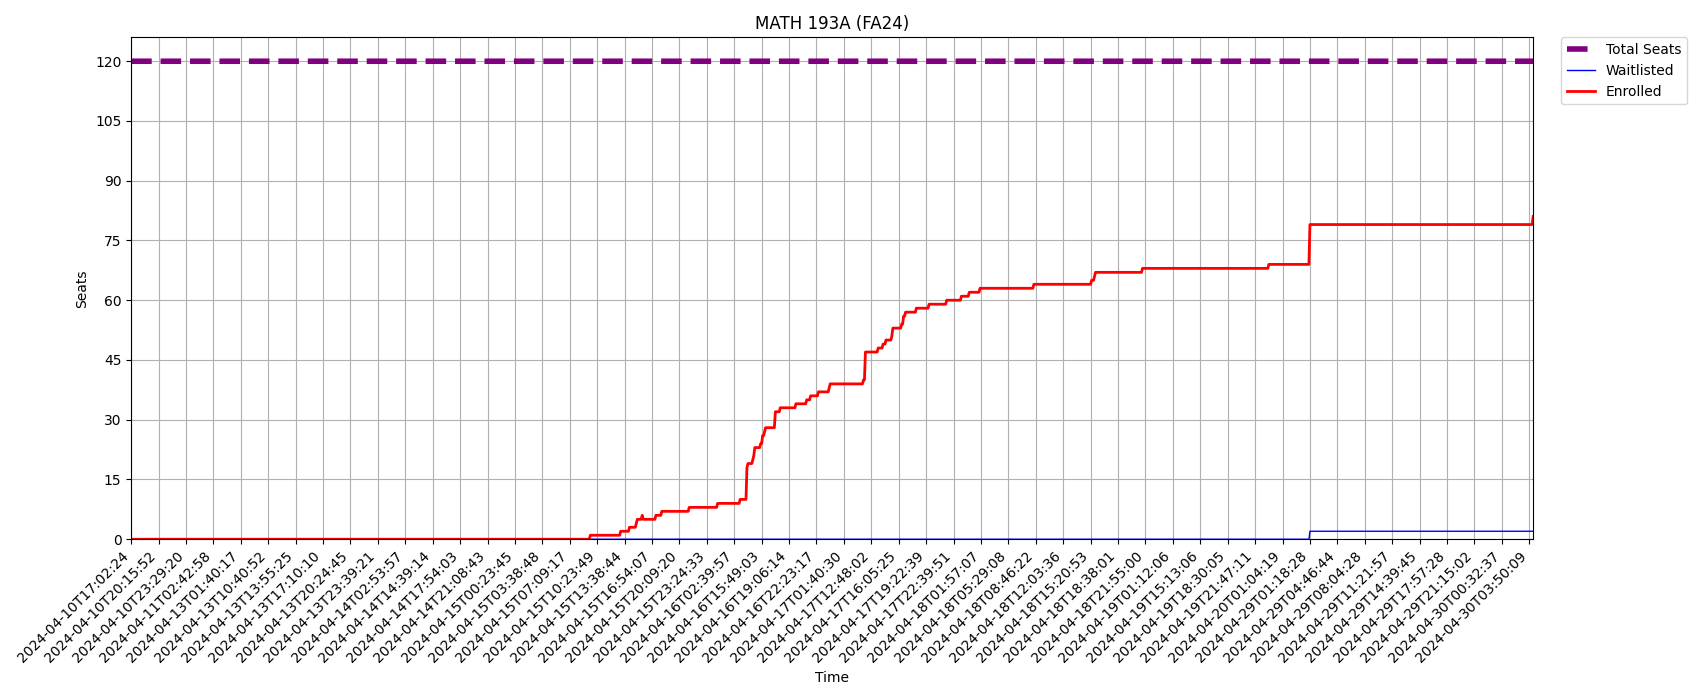 MATH 193A (FA24)
Total Seats
Waitlisted
Enrolled
120
105
90
75
60
45
30
15
0
Seats
2024-04-10T17:02:24
2024-04-10T20:15:52
2024-04-10T23:29:20
2024-04-11T02:42:58
2024-04-13T01:40:17
2024-04-13T10:40:52
2024-04-13T13:55:25
2024-04-13T17:10:10
2024-04-13T20:24:45
2024-04-13T23:39:21
2024-04-14T02:53:57
2024-04-14T14:39:14
2024-04-14T17:54:03
2024-04-14T21:08:43
2024-04-15T00:23:45
2024-04-15T03:38:48
2024-04-15T07:09:17
2024-04-15T10:23:49
2024-04-15T13:38:44
2024-04-15T16:54:07
2024-04-15T20:09:20
2024-04-15T23:24:33
2024-04-16T02:39:57
2024-04-16T15:49:03
2024-04-16T19:06:14
2024-04-16T22:23:17
2024-04-17T01:40:30
2024-04-17T12:48:02
2024-04-17T16:05:25
2024-04-17T19:22:39
2024-04-17T22:39:51
2024-04-18T01:57:07
2024-04-18T05:29:08
2024-04-18T08:46:22
2024-04-18T12:03:36
2024-04-18T15:20:53
2024-04-18T18:38:01
2024-04-18T21:55:00
2024-04-19T01:12:06
2024-04-19T15:13:06
2024-04-19T18:30:05
2024-04-19T21:47:11
2024-04-20T01:04:19
2024-04-29T01:18:28
2024-04-29T04:46:44
2024-04-29T08:04:28
2024-04-29T11:21:57
2024-04-29T14:39:45
2024-04-29T17:57:28
2024-04-29T21:15:02
2024-04-30T00:32:37
2024-04-30T03:50:09
Time